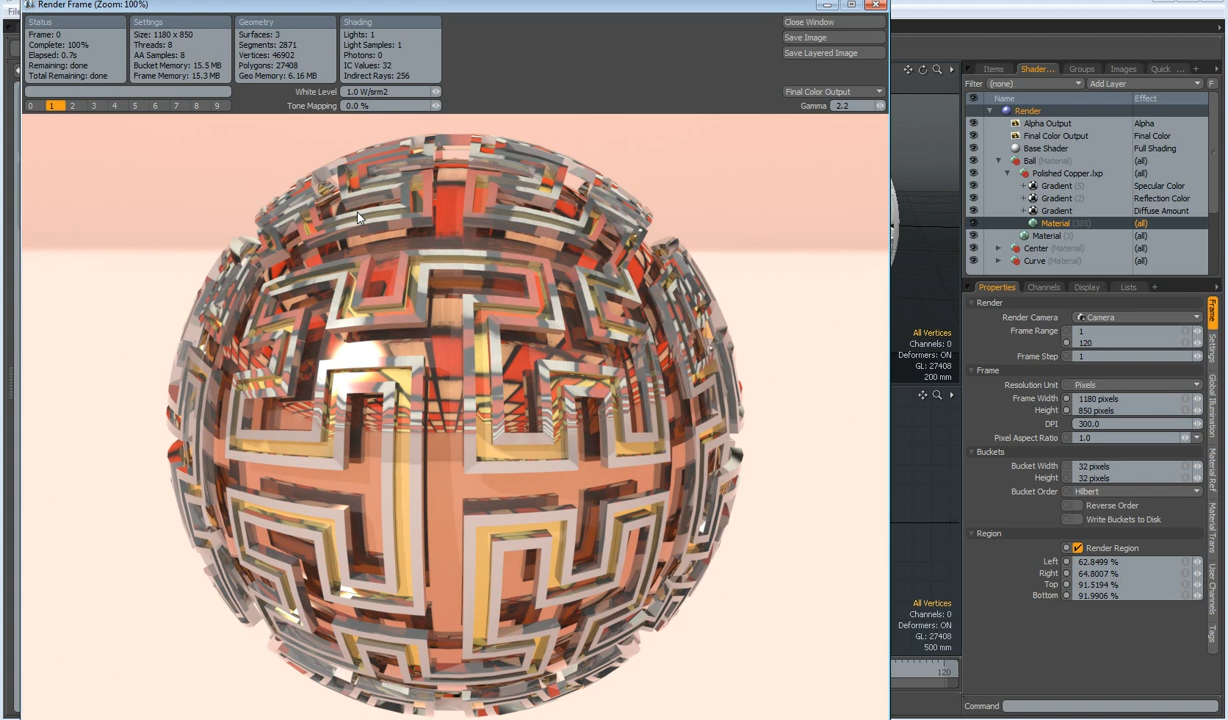 Render Frame (Zoom: 100%)
File
Status
Frame: 0
Complete: 100%
Elapsed: 0.7s
Remaining: done
Total Remaining: done
Settings
Size: 1180 x 850
Threads: 8
AA Samples: 8
Bucket Memory: 15.5 MB
Frame Memory: 15.3 MB
Geometry
Surfaces: 3
Segments: 2871
Vertices: 46902
Polygons: 27408
Geo Memory: 6.16 MB
Shading
Lights: 1
Light Samples: 1
Photons: 0
IC Values: 32
Indirect Rays: 256
Close Window
Save Image
Save Layered Image
White Level 1.0 W/srm2
Final Color Output
0 1 2 3 4 5 6 7 8 9
Tone Mapping 0.0 %
Gamma 2.2
All Vertices
Channels: 0
Deformers: ON
GL: 27408
200 mm
All Vertices
Channels: 0
Deformers: ON
GL: 27408
500 mm
120
Items Shader... Groups Images Quick ... +
Filter (none) Add Layer F
Name Effect
Render
Alpha Output Alpha
Final Color Output Final Color
Base Shader Full Shading
Ball (Material) (all)
Polished Copper.lxp (all)
+ Gradient (5) Specular Color
+ Gradient (2) Reflection Color
+ Gradient Diffuse Amount
Material (305) (all)
Material (3) (all)
Center (Material) (all)
Curve (Material) (all)
Properties Channels Display Lists +
Render
Render Camera Camera
Frame Range 1
120
Frame Step 1
Frame
Resolution Unit Pixels
Frame Width 1180 pixels
Height 850 pixels
DPI 300.0
Pixel Aspect Ratio 1.0
Buckets
Bucket Width 32 pixels
Height 32 pixels
Bucket Order Hilbert
Reverse Order
Write Buckets to Disk
Region
Render Region
Left 62.8499 %
Right 64.8007 %
Top 91.5194 %
Bottom 91.9906 %
Frame
Settings
Global Illumination
Material Ref
Material Trans
User Channels
Tags
Command